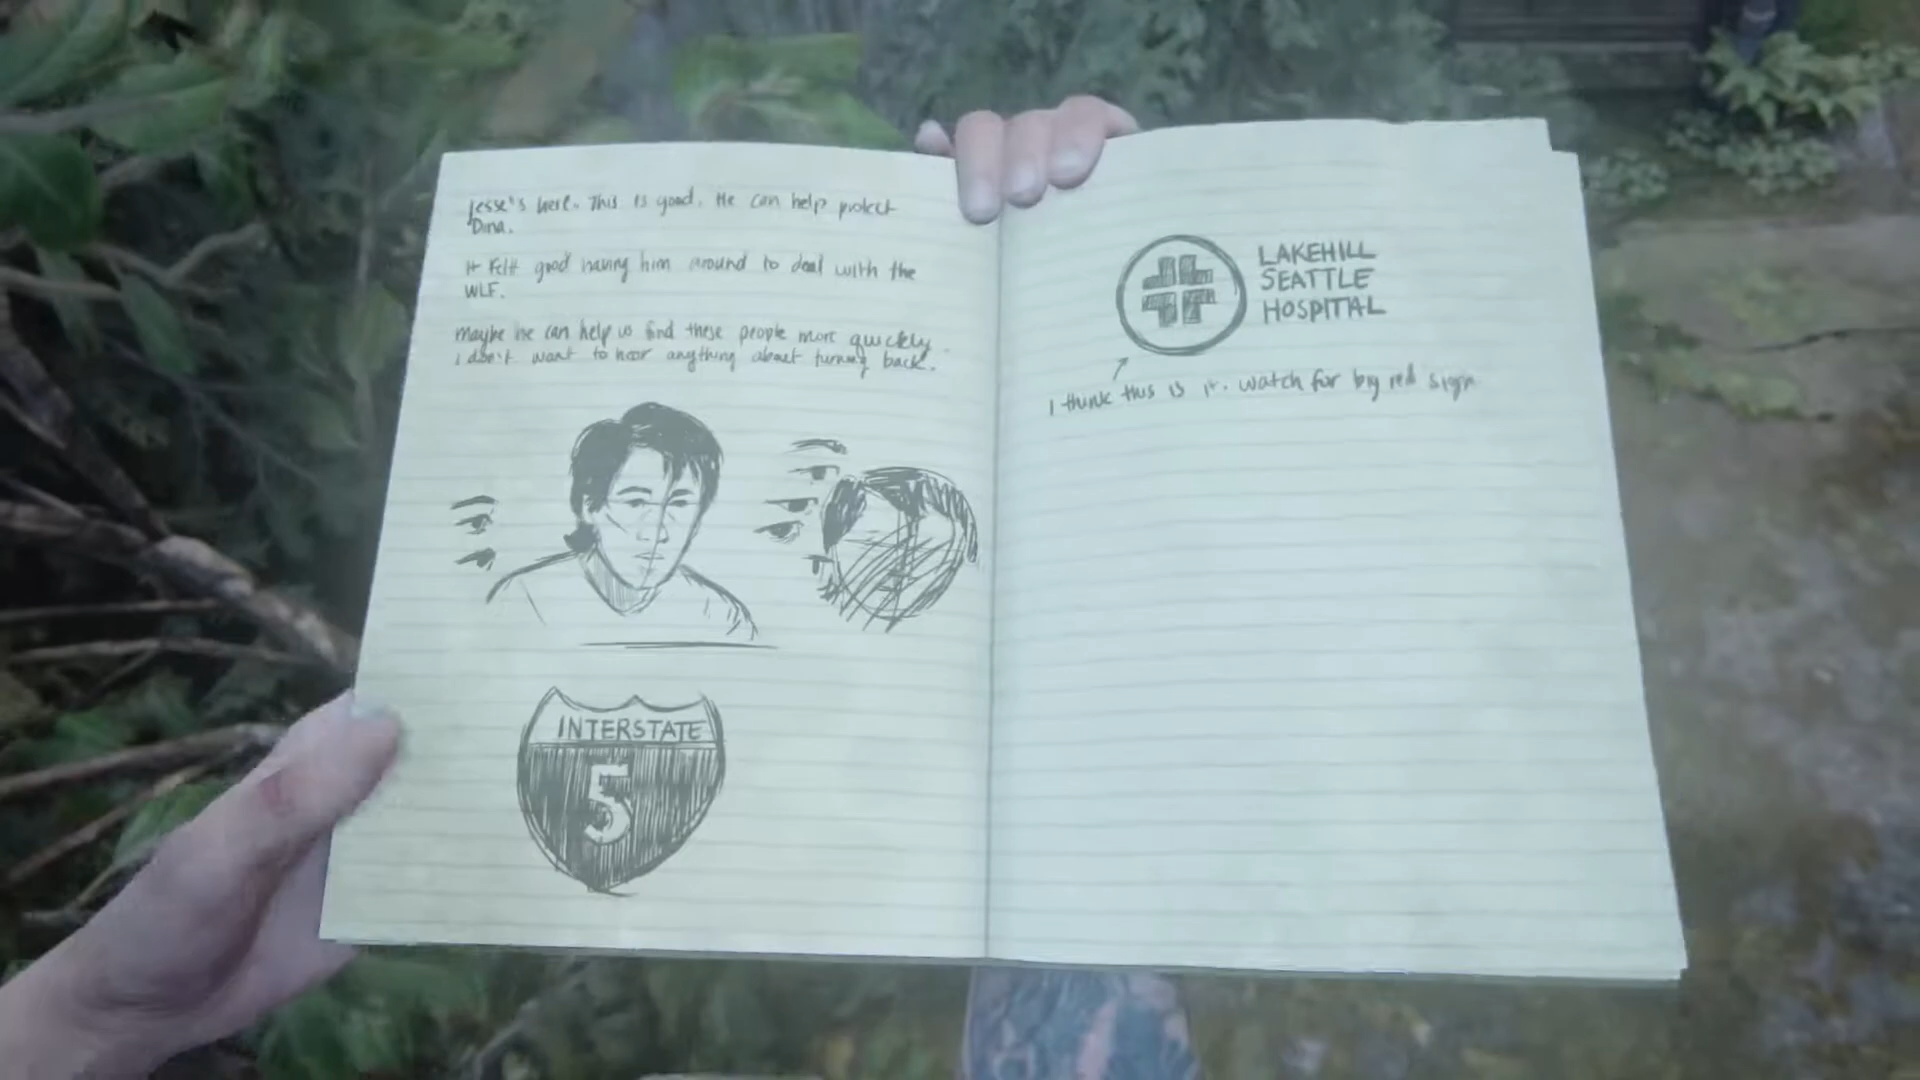 Jesse's here. This is good. He can help protect
Dina.
It felt good having him around to deal with the
WLF.
Maybe he can help us find these people more quickly.
I don't want to hear anything about turning back.
INTERSTATE
5
LAKEHILL
SEATTLE
HOSPITAL
I think this is it. Watch for big red sign